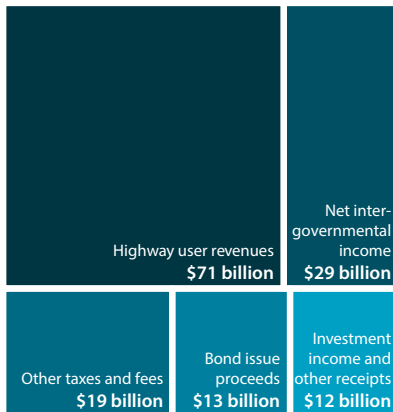 Highway user revenues
$71 billion
Net inter-
governmental
income
$29 billion
Other taxes and fees
$19 billion
Bond issue
proceeds
$13 billion
Investment
income and
other receipts
$12 billion